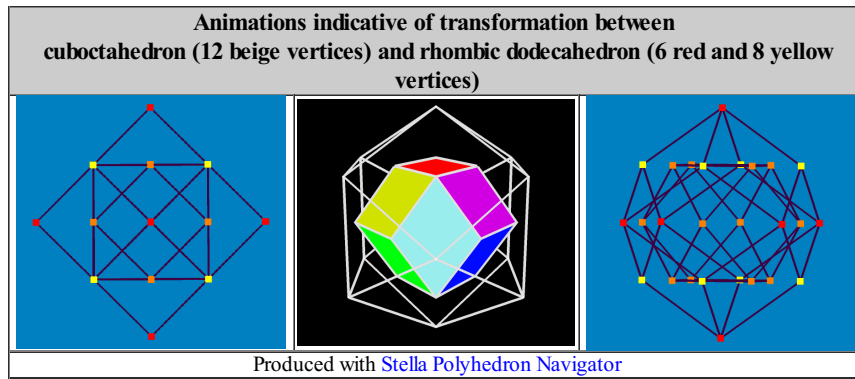 Animations indicative of transformation between
cuboctahedron (12 beige vertices) and rhombic dodecahedron (6 red and 8 yellow
vertices)
Produced with Stella Polyhedron Navigator